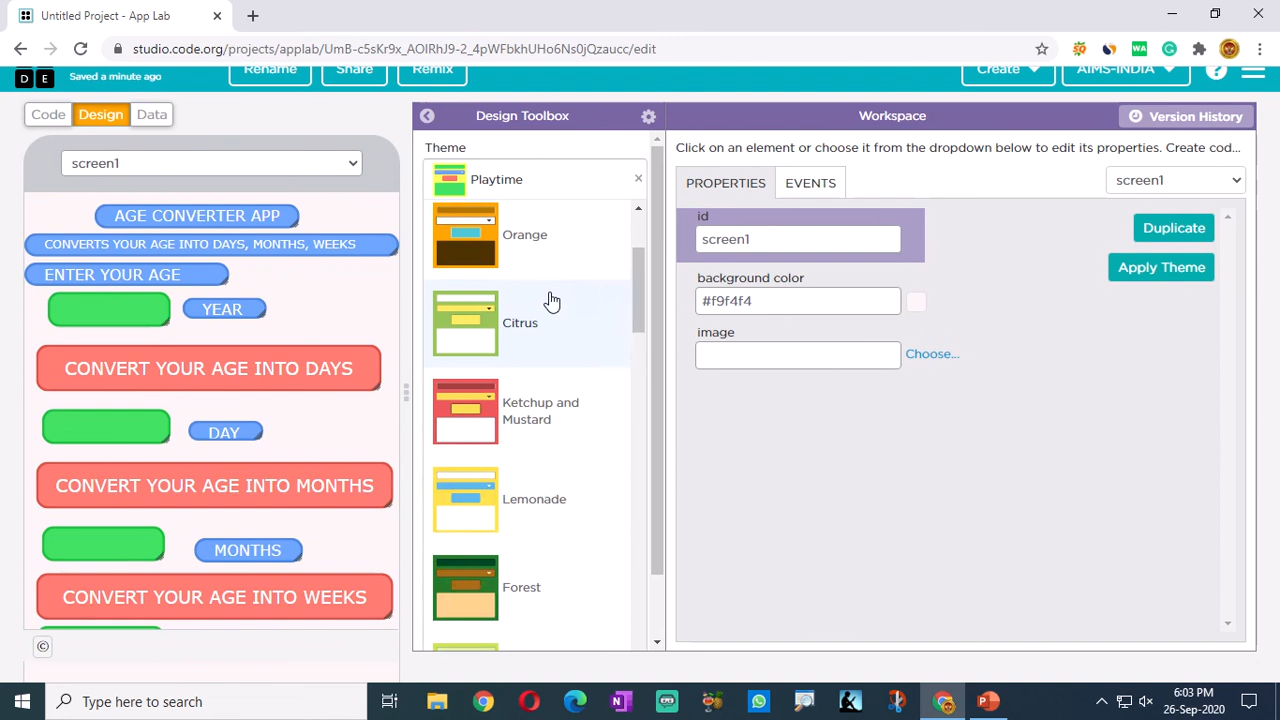 Untitled Project - App Lab
studio.code.org/projects/applab/UmB-c5sKr9x_AOlRhJ9-2_4pWFbkhUHo6Ns0jQzaucc/edit
D E Saved a minute ago Rename Share Remix Create AIMS-INDIA ?
Code Design Data
Design Toolbox
Workspace
Version History
screen1
AGE CONVERTER APP
CONVERTS YOUR AGE INTO DAYS, MONTHS, WEEKS
ENTER YOUR AGE
YEAR
CONVERT YOUR AGE INTO DAYS
DAY
CONVERT YOUR AGE INTO MONTHS
MONTHS
CONVERT YOUR AGE INTO WEEKS
©
Theme
Playtime ×
Orange
Citrus
Ketchup and
Mustard
Lemonade
Forest
Click on an element or choose it from the dropdown below to edit its properties. Create cod...
PROPERTIES EVENTS
screen1
id
screen1
Duplicate
Apply Theme
background color
#f9f4f4
image
Choose...
Type here to search
6:03 PM
26-Sep-2020